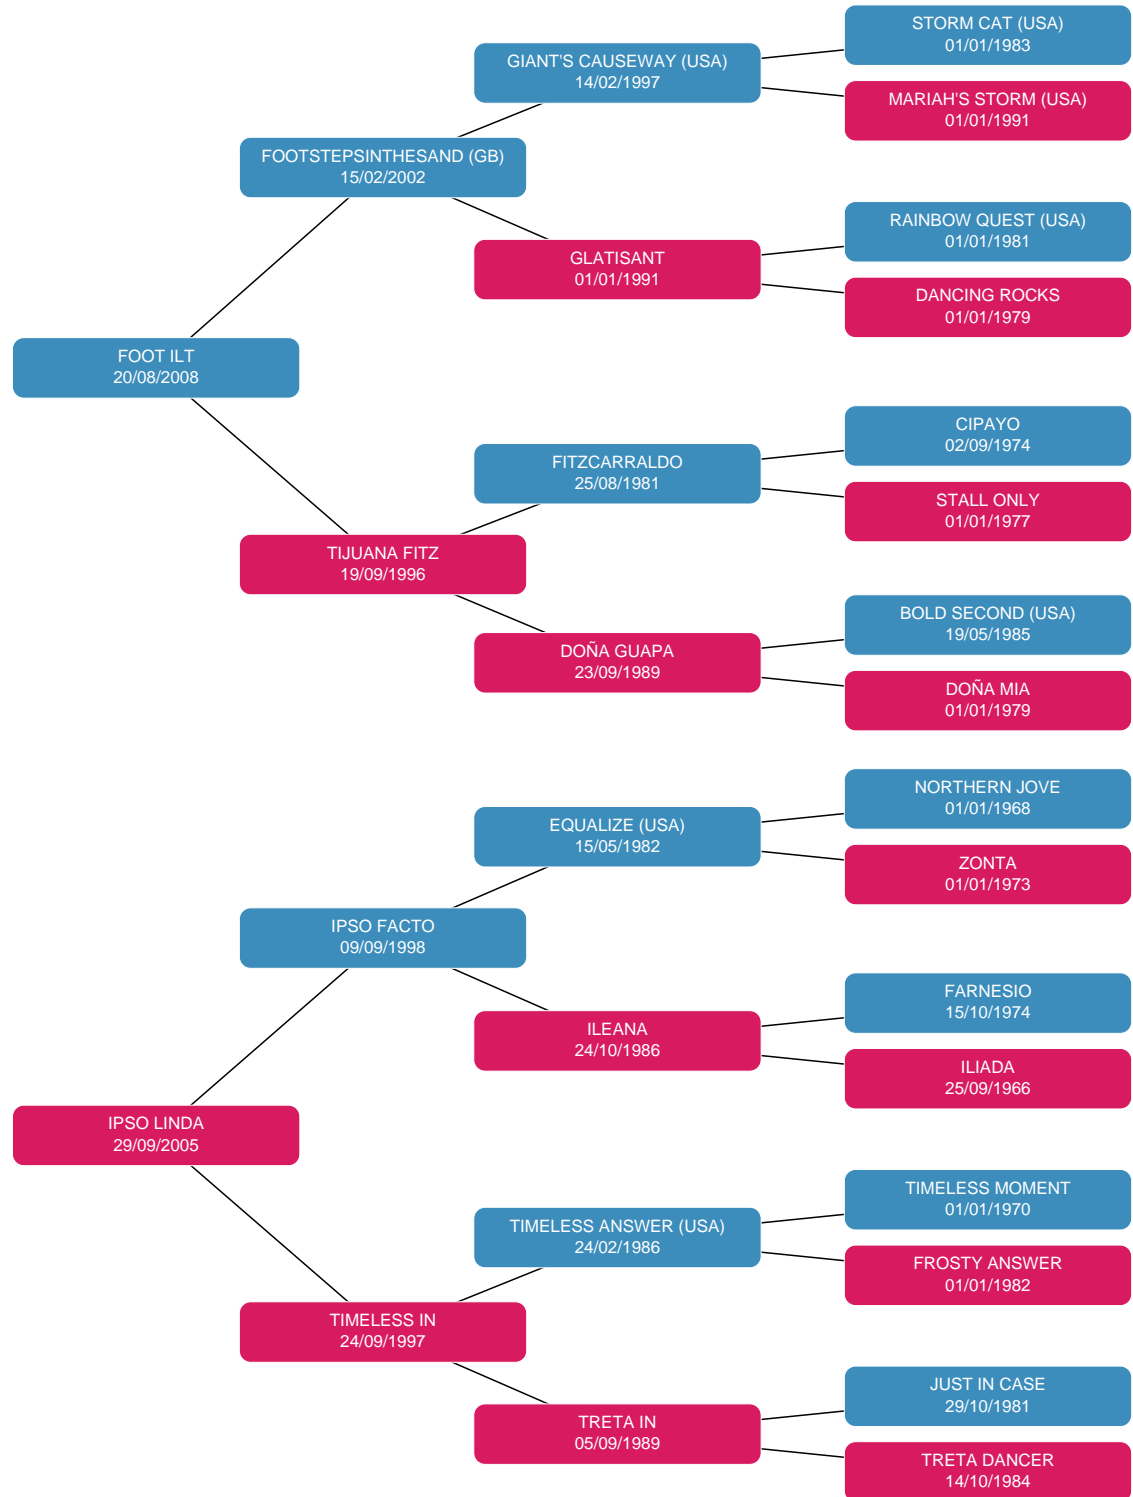 STORM CAT (USA)
01/01/1983
GIANT'S CAUSEWAY (USA)
14/02/1997
MARIAH'S STORM (USA)
01/01/1991
FOOTSTEPSINTHESAND (GB)
15/02/2002
RAINBOW QUEST (USA)
01/01/1981
GLATISANT
01/01/1991
DANCING ROCKS
01/01/1979
FOOT ILT
20/08/2008
CIPAYO
02/09/1974
FITZCARRALDO
25/08/1981
STALL ONLY
01/01/1977
TIJUANA FITZ
19/09/1996
BOLD SECOND (USA)
19/05/1985
DOÑA GUAPA
23/09/1989
DOÑA MIA
01/01/1979
NORTHERN JOVE
01/01/1968
EQUALIZE (USA)
15/05/1982
ZONTA
01/01/1973
IPSO FACTO
09/09/1998
FARNESIO
15/10/1974
ILEANA
24/10/1986
ILIADA
25/09/1966
IPSO LINDA
29/09/2005
TIMELESS MOMENT
01/01/1970
TIMELESS ANSWER (USA)
24/02/1986
FROSTY ANSWER
01/01/1982
TIMELESS IN
24/09/1997
JUST IN CASE
29/10/1981
TRETA IN
05/09/1989
TRETA DANCER
14/10/1984